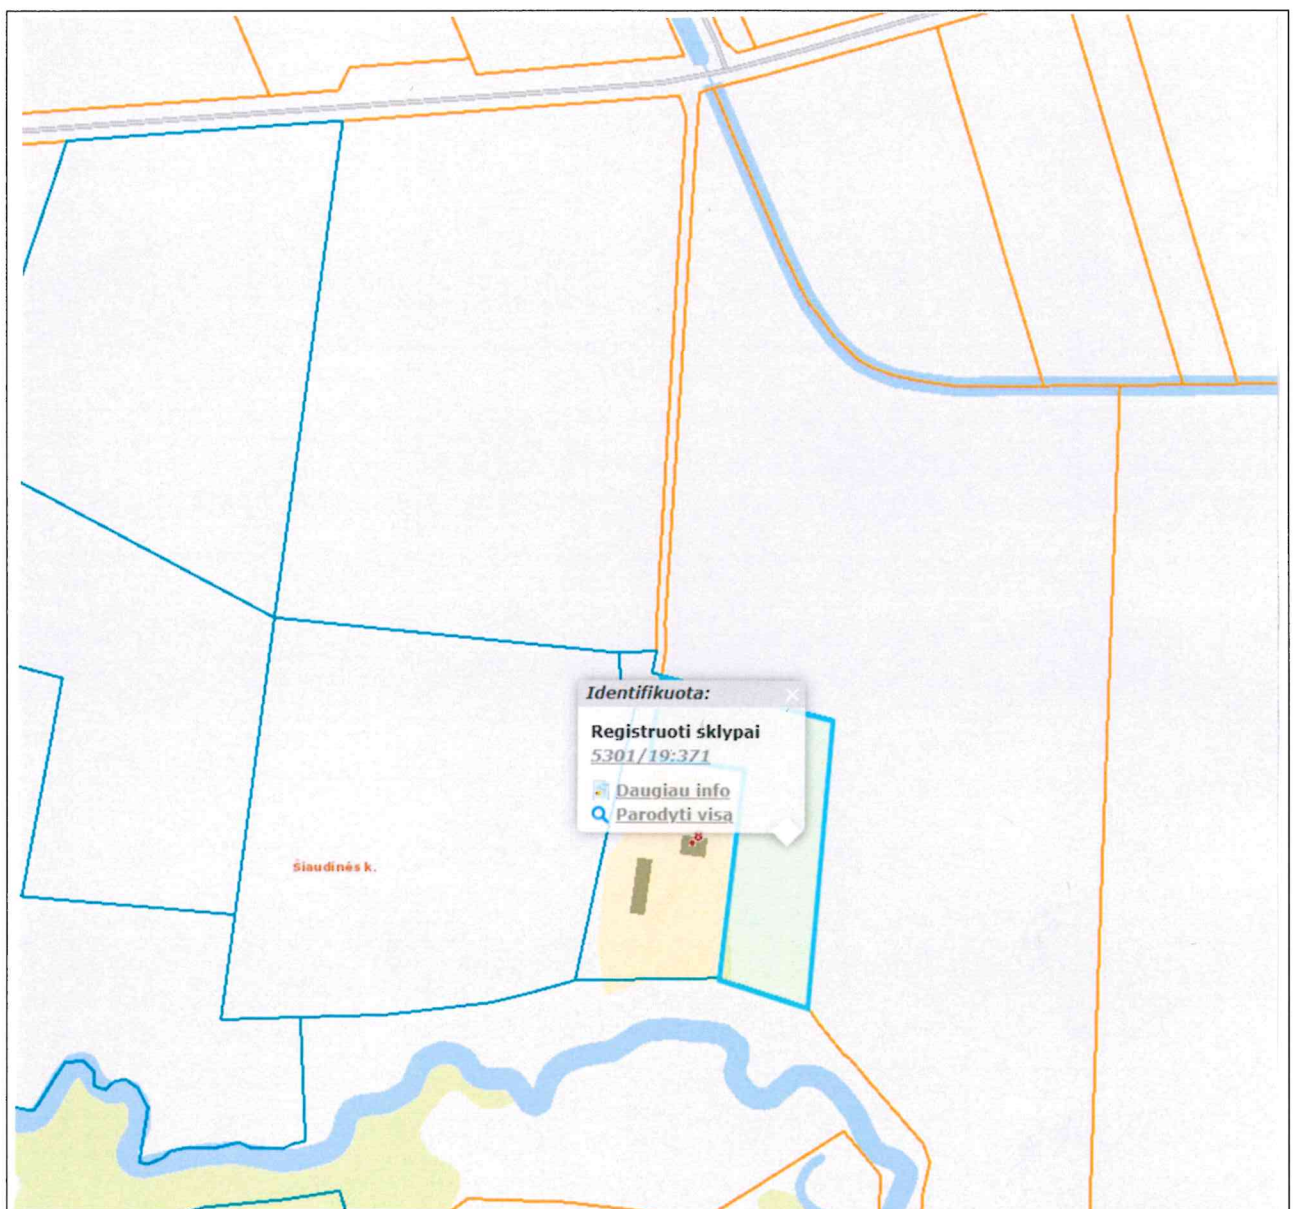 Identifikuota:
Registruoti sklypai
5301/19:371
Daugiau info
Parodyti visą
Šiaudinės k.